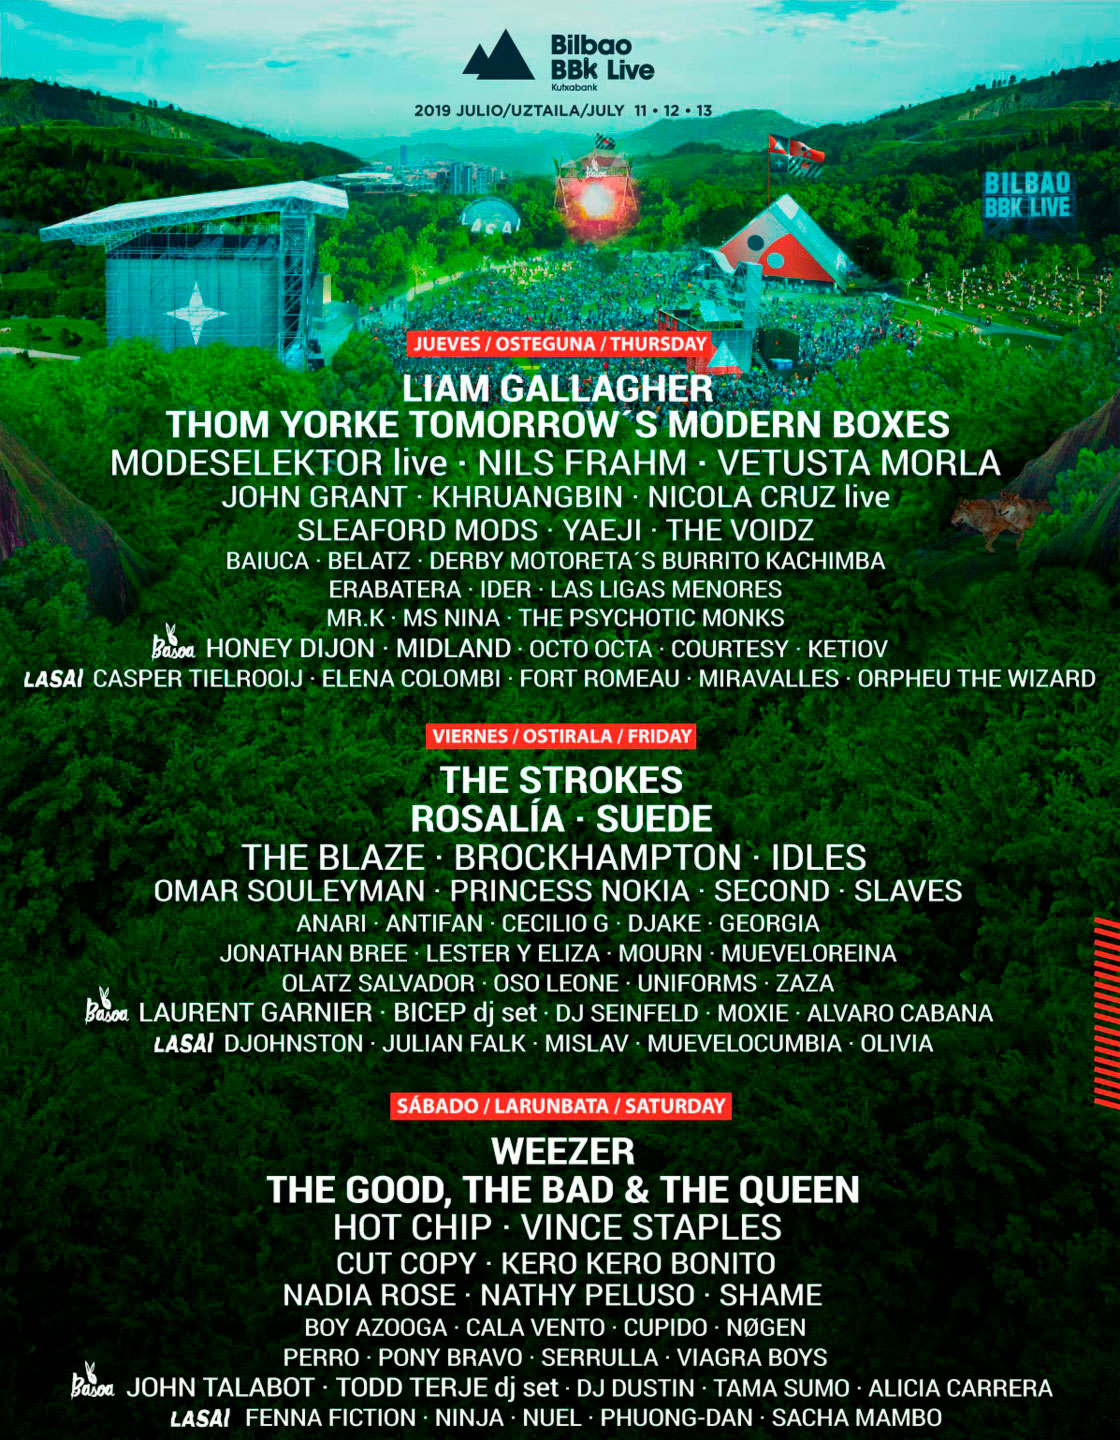 Bilbao
BBk Live
Kutxabank
2019 JULIO/UZTAILA/JULY 11 • 12 • 13
Basoa
ASA
BILBAO
BBK LIVE
JUEVES / OSTEGUNA / THURSDAY
LIAM GALLAGHER
THOM YORKE TOMORROW´S MODERN BOXES
MODESELEKTOR live · NILS FRAHM · VETUSTA MORLA
JOHN GRANT · KHRUANGBIN · NICOLA CRUZ live
SLEAFORD MODS · YAEJI · THE VOIDZ
BAIUCA · BELATZ · DERBY MOTORETA´S BURRITO KACHIMBA
ERABATERA · IDER · LAS LIGAS MENORES
MR.K · MS NINA · THE PSYCHOTIC MONKS
Basoa HONEY DIJON · MIDLAND · OCTO OCTA · COURTESY · KETIOV
LASAI CASPER TIELROOIJ · ELENA COLOMBI · FORT ROMEAU · MIRAVALLES · ORPHEU THE WIZARD
VIERNES / OSTIRALA / FRIDAY
THE STROKES
ROSALÍA · SUEDE
THE BLAZE · BROCKHAMPTON · IDLES
OMAR SOULEYMAN · PRINCESS NOKIA · SECOND · SLAVES
ANARI · ANTIFAN · CECILIO G · DJAKE · GEORGIA
JONATHAN BREE · LESTER Y ELIZA · MOURN · MUEVELOREINA
OLATZ SALVADOR · OSO LEONE · UNIFORMS · ZAZA
Basoa LAURENT GARNIER · BICEP dj set · DJ SEINFELD · MOXIE · ALVARO CABANA
LASAI DJOHNSTON · JULIAN FALK · MISLAV · MUEVELOCUMBIA · OLIVIA
SÁBADO / LARUNBATA / SATURDAY
WEEZER
THE GOOD, THE BAD & THE QUEEN
HOT CHIP · VINCE STAPLES
CUT COPY · KERO KERO BONITO
NADIA ROSE · NATHY PELUSO · SHAME
BOY AZOOGA · CALA VENTO · CUPIDO · NØGEN
PERRO · PONY BRAVO · SERRULLA · VIAGRA BOYS
Basoa JOHN TALABOT · TODD TERJE dj set · DJ DUSTIN · TAMA SUMO · ALICIA CARRERA
LASAI FENNA FICTION · NINJA · NUEL · PHUONG-DAN · SACHA MAMBO